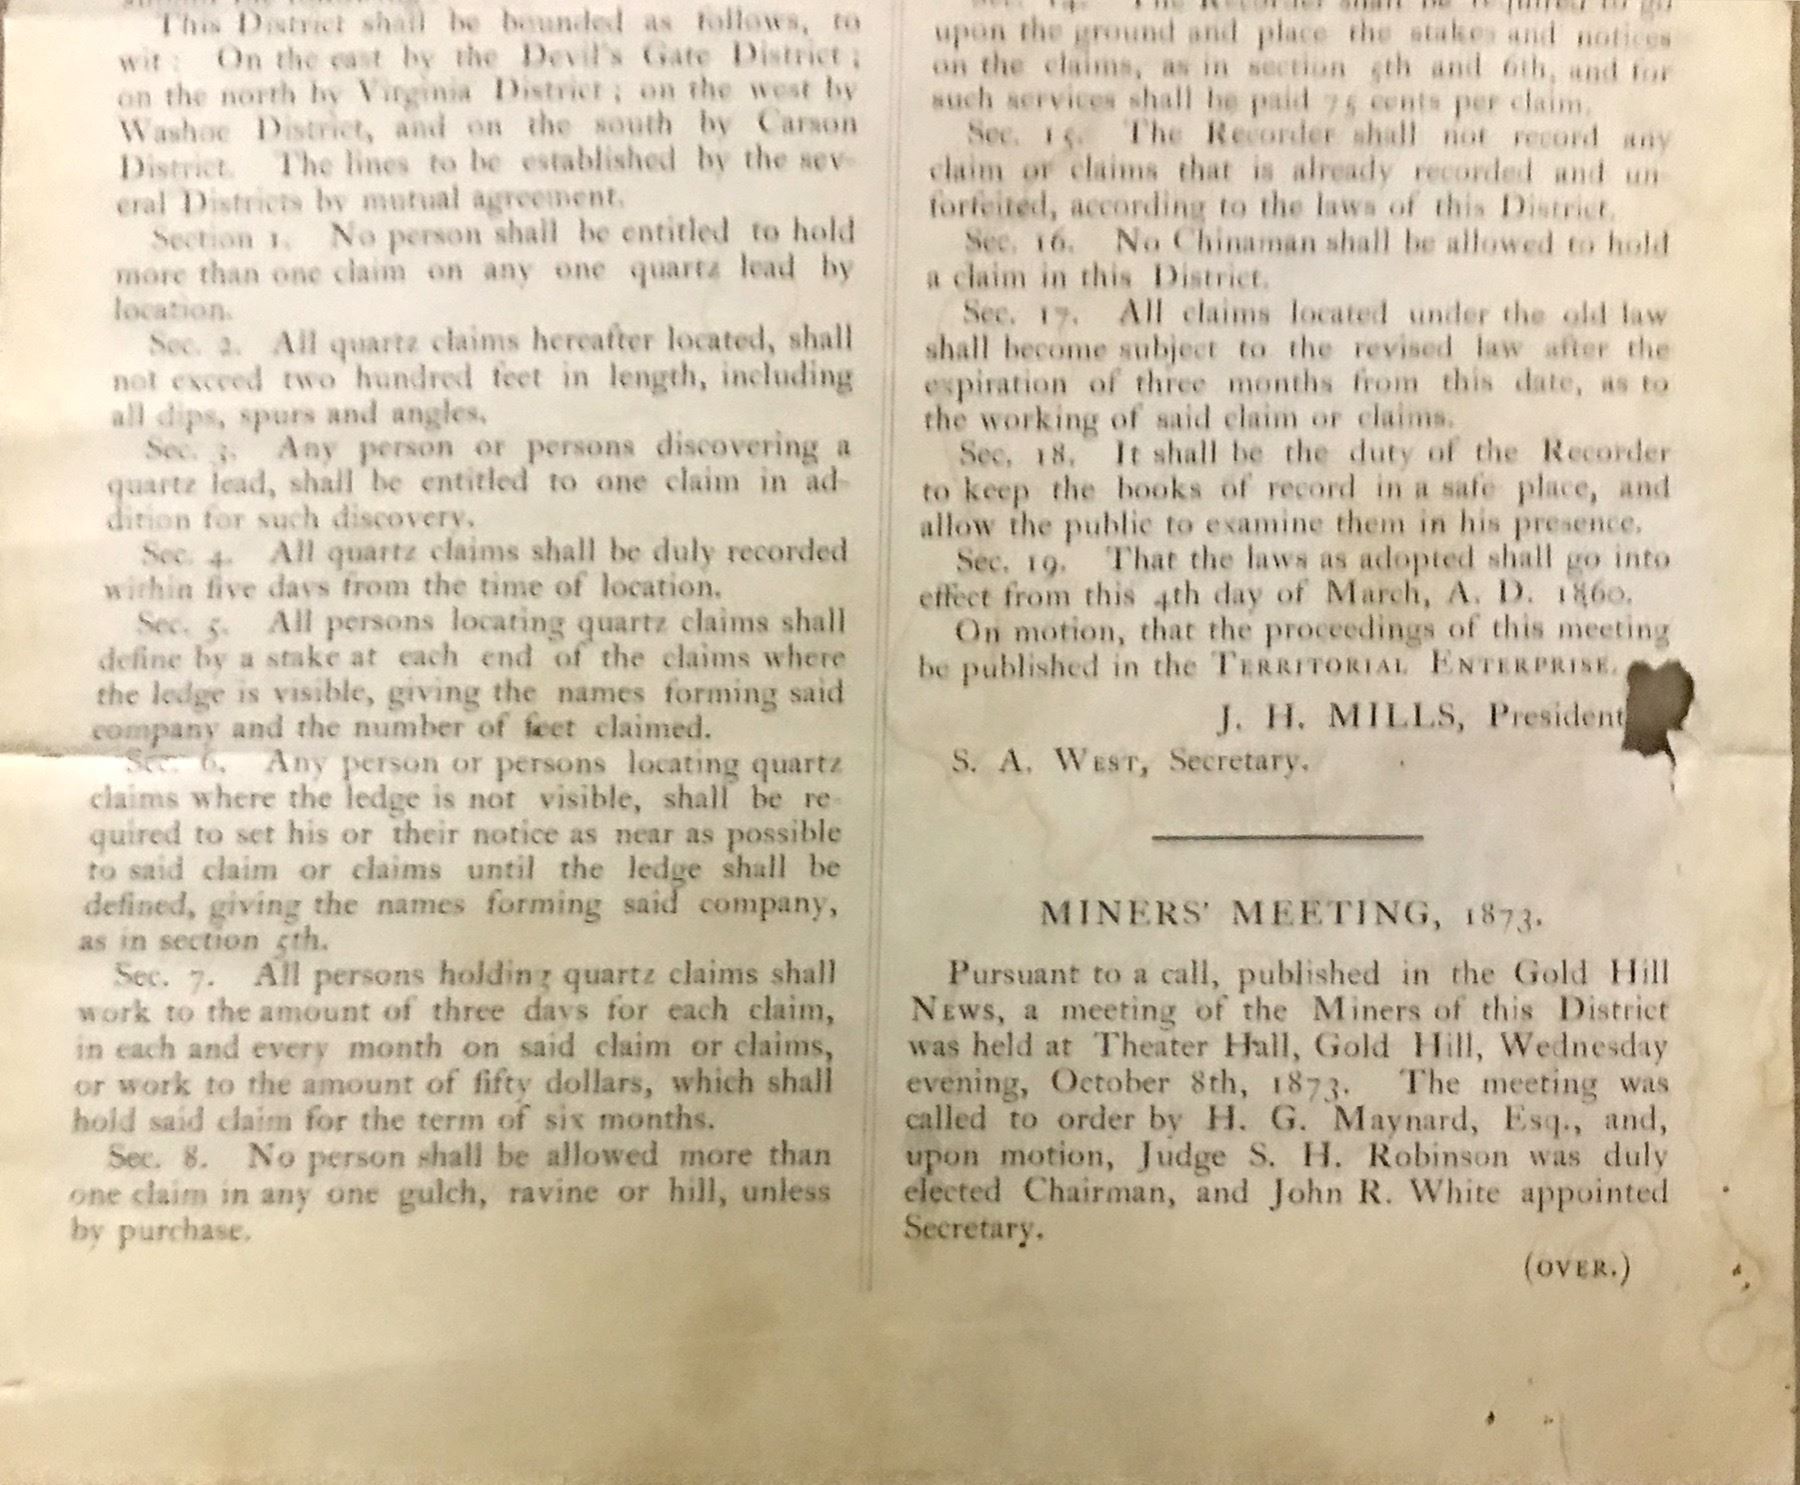 This District shall be bounded as follows, to
wit: On the east by the Devil's Gate District;
on the north by Virginia District; on the west by
Washoe District, and on the south by Carson
District. The lines to be established by the sev-
eral Districts by mutual agreement.
Section 1. No person shall be entitled to hold
more than one claim on any one quartz lead by
location.
Sec. 2. All quartz claims hereafter located, shall
not exceed two hundred feet in length, including
all dips, spurs and angles.
Sec. 3. Any person or persons discovering a
quartz lead, shall be entitled to one claim in ad-
dition for such discovery.
Sec. 4. All quartz claims shall be duly recorded
within five days from the time of location.
Sec. 5. All persons locating quartz claims shall
define by a stake at each end of the claims where
the ledge is visible, giving the names forming said
company and the number of feet claimed.
Sec. 6. Any person or persons locating quartz
claims where the ledge is not visible, shall be re-
quired to set his or their notice as near as possible
to said claim or claims until the ledge shall be
defined, giving the names forming said company,
as in section 5th.
Sec. 7. All persons holding quartz claims shall
work to the amount of three days for each claim,
in each and every month on said claim or claims,
or work to the amount of fifty dollars, which shall
hold said claim for the term of six months.
Sec. 8. No person shall be allowed more than
one claim in any one gulch, ravine or hill, unless
by purchase.
Sec. 14. The Recorder shall be required to go
upon the ground and place the stakes and notices
on the claims, as in section 5th and 6th, and for
such services shall be paid 75 cents per claim.
Sec. 15. The Recorder shall not record any
claim or claims that is already recorded and un-
forfeited, according to the laws of this District.
Sec. 16. No Chinaman shall be allowed to hold
a claim in this District.
Sec. 17. All claims located under the old law
shall become subject to the revised law after the
expiration of three months from this date, as to
the working of said claim or claims.
Sec. 18. It shall be the duty of the Recorder
to keep the books of record in a safe place, and
allow the public to examine them in his presence.
Sec. 19. That the laws as adopted shall go into
effect from this 4th day of March, A. D. 1860.
On motion, that the proceedings of this meeting
be published in the TERRITORIAL ENTERPRISE.
J. H. MILLS, President
S. A. WEST, Secretary.
MINERS' MEETING, 1873.
Pursuant to a call, published in the Gold Hill
NEWS, a meeting of the Miners of this District
was held at Theater Hall, Gold Hill, Wednesday
evening, October 8th, 1873. The meeting was
called to order by H. G. Maynard, Esq., and,
upon motion, Judge S. H. Robinson was duly
elected Chairman, and John R. White appointed
Secretary.
(OVER.)